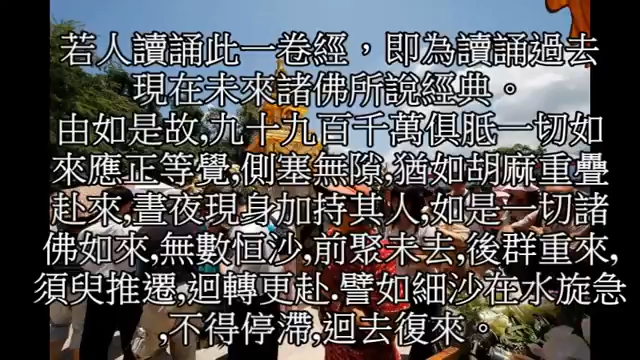 若人讀誦此一卷經，即為讀誦過去
現在未來諸佛所說經典。
由如是故,九十九百千萬俱胝一切如
來應正等覺,側塞無隙,猶如胡麻重疊
赴來,晝夜現身加持其人,如是一切諸
佛如來,無數恒沙,前聚未去,後群重來,
須臾推遷,迴轉更赴.譬如細沙在水旋急
,不得停滯,迴去復來。